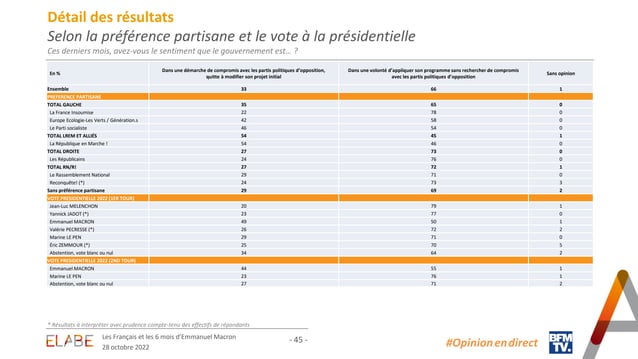 Détail des résultats
Selon la préférence partisane et le vote à la présidentielle
Ces derniers mois, avez-vous le sentiment que le gouvernement est… ?
En % Dans une démarche de compromis avec les partis politiques d'opposition, quitte à modifier son projet initial Dans une volonté d'appliquer son programme sans rechercher de compromis avec les partis politiques d'opposition Sans opinion
Ensemble 33 66 1
PREFERENCE PARTISANE
TOTAL GAUCHE 35 65 0
La France Insoumise 22 78 0
Europe Ecologie-Les Verts / Génération.s 42 58 0
Le Parti socialiste 46 54 0
TOTAL LREM ET ALLIÉS 54 45 1
La République en Marche ! 54 46 0
TOTAL DROITE 27 73 0
Les Républicains 24 76 0
TOTAL RN/R! 27 72 1
Le Rassemblement National 29 71 0
Reconquête! (*) 24 73 3
Sans préférence partisane 29 69 2
VOTE PRESIDENTIELLE 2022 (1ER TOUR)
Jean-Luc MELENCHON 20 79 1
Yannick JADOT (*) 23 77 0
Emmanuel MACRON 49 50 1
Valérie PECRESSE (*) 26 72 2
Marine LE PEN 29 71 0
Éric ZEMMOUR (*) 25 70 5
Abstention, vote blanc ou nul 34 64 2
VOTE PRESIDENTIELLE 2022 (2ND TOUR)
Emmanuel MACRON 44 55 1
Marine LE PEN 23 76 1
Abstention, vote blanc ou nul 27 71 2
* Résultats à interpréter avec prudence compte-tenu des effectifs de répondants
ELABE
Les Français et les 6 mois d'Emmanuel Macron
28 octobre 2022
- 45 -
#Opinionendirect
BFM
TV.